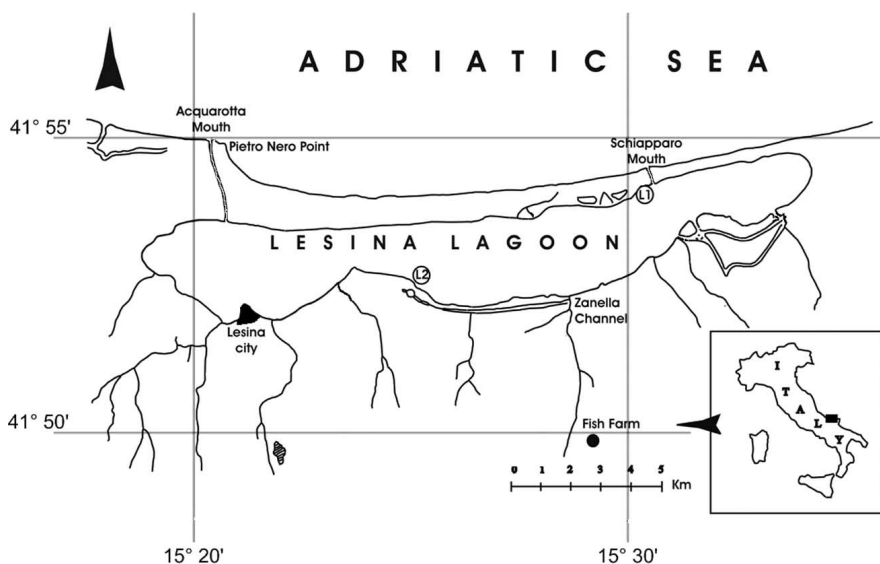 ADRIATIC SEA
Acquarotta
Mouth
41° 55'
Pietro Nero Point
Schiapparo
Mouth
L1
LESINA LAGOON
L2
Zanella
Channel
Lesina
city
I
T
A
L
Y
41° 50'
Fish Farm
0 1 2 3 4 5
Km
15° 20'
15° 30'